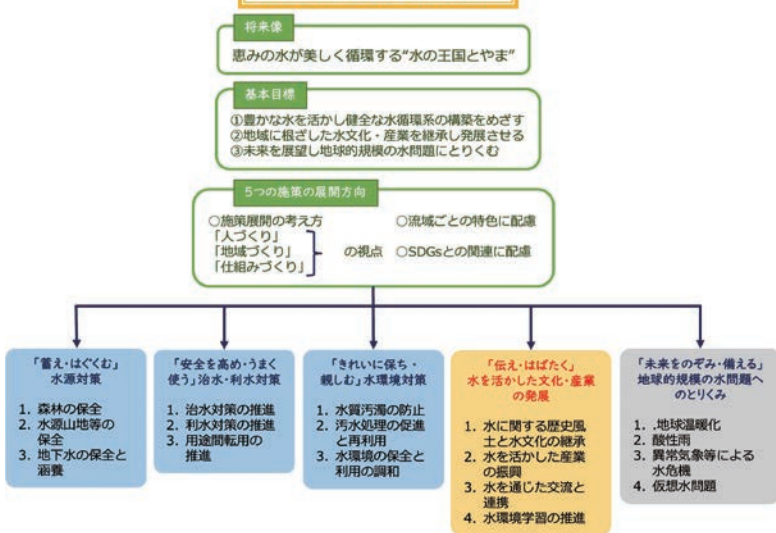 将来像
恵みの水が美しく循環する“水の王国とやま”
基本目標
①豊かな水を活かし健全な水循環系の構築をめざす
②地域に根ざした水文化・産業を継承し発展させる
③未来を展望し地球的規模の水問題にとりくむ
5つの施策の展開方向
○施策展開の考え方
「人づくり」
「地域づくり」
「仕組みづくり」
の視点
○流域ごとの特色に配慮
○SDGsとの関連に配慮
「蓄え・はぐくむ」
水源対策
1. 森林の保全
2. 水源山地等の
保全
3. 地下水の保全と
涵養
「安全を高め・うまく
使う」治水・利水対策
1. 治水対策の推進
2. 利水対策の推進
3. 用途間転用の
推進
「きれいに保ち・
親しむ」水環境対策
1. 水質汚濁の防止
2. 汚水処理の促進
と再利用
3. 水環境の保全と
利用の調和
「伝え・はばたく」
水を活かした文化・産業
の発展
1. 水に関する歴史風
土と水文化の継承
2. 水を活かした産業
の振興
3. 水を通じた交流と
連携
4. 水環境学習の推進
「未来をのぞみ・備える」
地球的規模の水問題へ
のとりくみ
1. .地球温暖化
2. 酸性雨
3. 異常気象等による
水危機
4. 仮想水問題